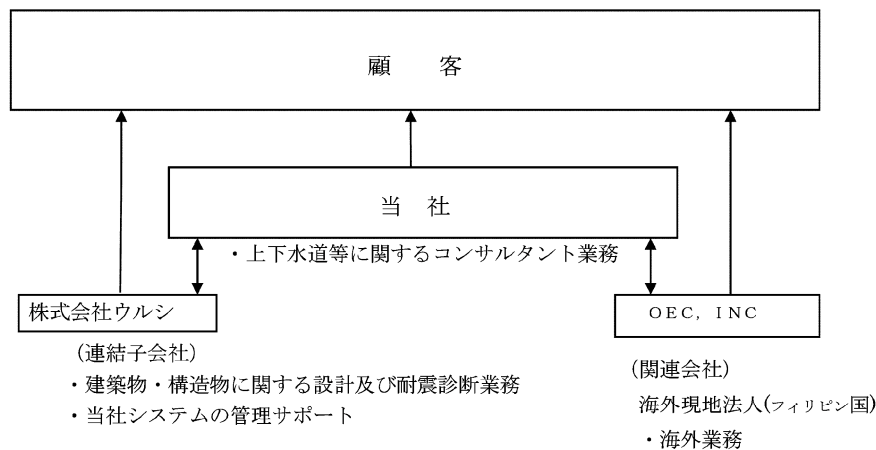 顧　客
当　社
・上下水道等に関するコンサルタント業務
株式会社ウルシ
OEC, INC
（連結子会社）
・建築物・構造物に関する設計及び耐震診断業務
・当社システムの管理サポート
（関連会社）
海外現地法人(フィリピン国)
・海外業務